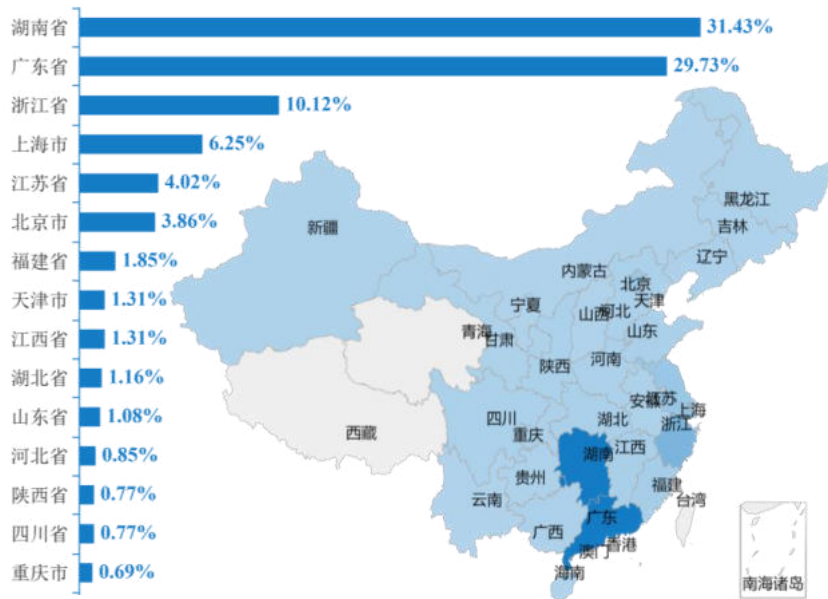 湖南省 31.43%
广东省 29.73%
浙江省 10.12%
上海市 6.25%
江苏省 4.02%
北京市 3.86%
福建省 1.85%
天津市 1.31%
江西省 1.31%
湖北省 1.16%
山东省 1.08%
河北省 0.85%
陕西省 0.77%
四川省 0.77%
重庆市 0.69%
黑龙江
吉林
新疆
辽宁
内蒙古
北京
天津
宁夏
山西
河北
青海
甘肃
山东
陕西
河南
安徽
江苏
上海
四川
湖北
浙江
重庆
西藏
湖南
江西
贵州
福建
云南
台湾
广东
广西
香港
澳门
海南
南海诸岛